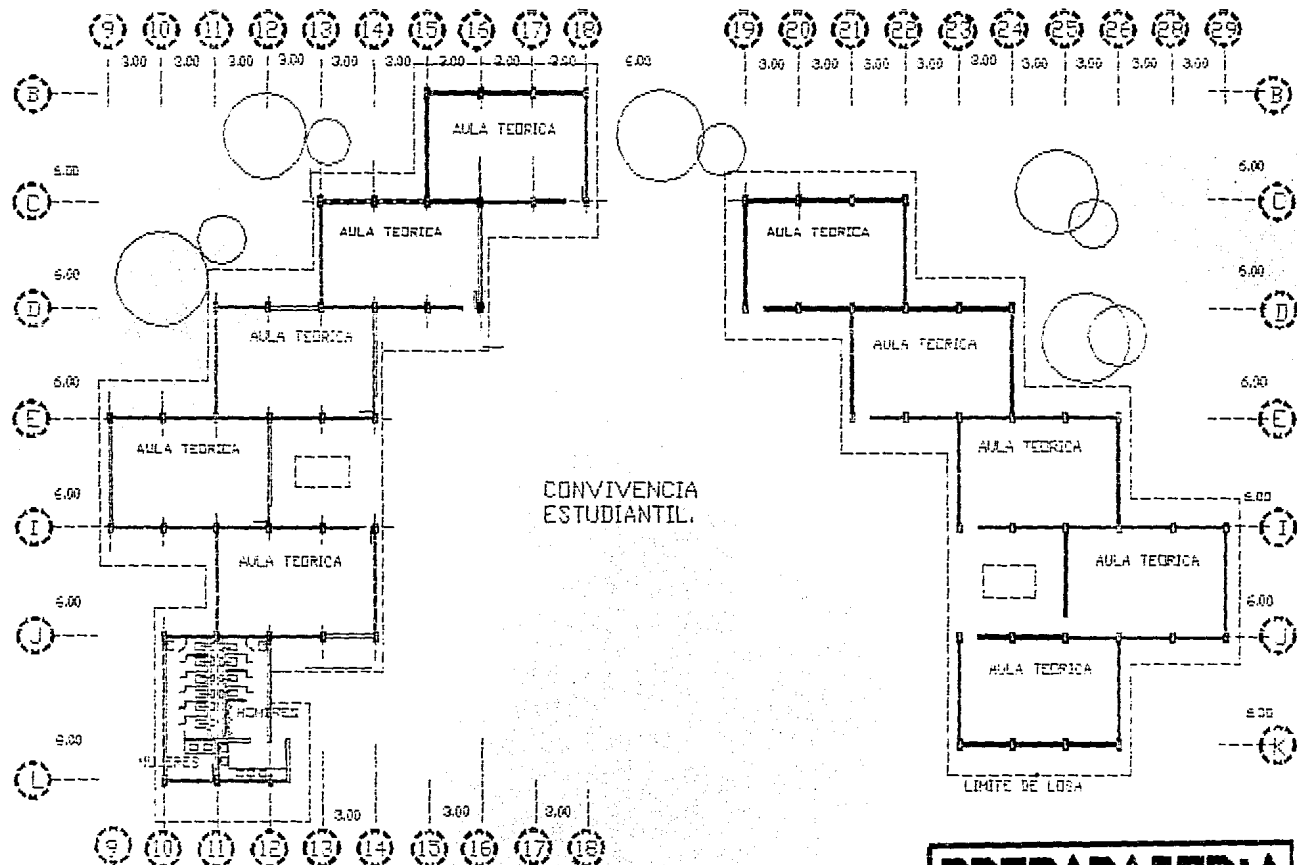 9 10 11 12 13 14 15 16 17 18 19 20 21 22 23 24 25 26 28 29
3.00 3.00 3.00 3.00 3.00 3.00 3.00 3.00 3.00 6.00 3.00 3.00 3.00 3.00 3.00 3.00 3.00 3.00 3.00
B B
AULA TEORICA
6.00 6.00
C C
AULA TEORICA AULA TEORICA
6.00 6.00
D D
AULA TEORICA AULA TEORICA
6.00 6.00
E E
AULA TEORICA AULA TEORICA
6.00 6.00
CONVIVENCIA
ESTUDIANTIL.
I I
AULA TEORICA AULA TEORICA
6.00 6.00
J J
AULA TEORICA
HOMBRES
6.00 6.00
K
MUJERES
L
LIMITE DE LOSA
3.00 3.00 3.00
9 10 11 12 13 14 15 16 17 18